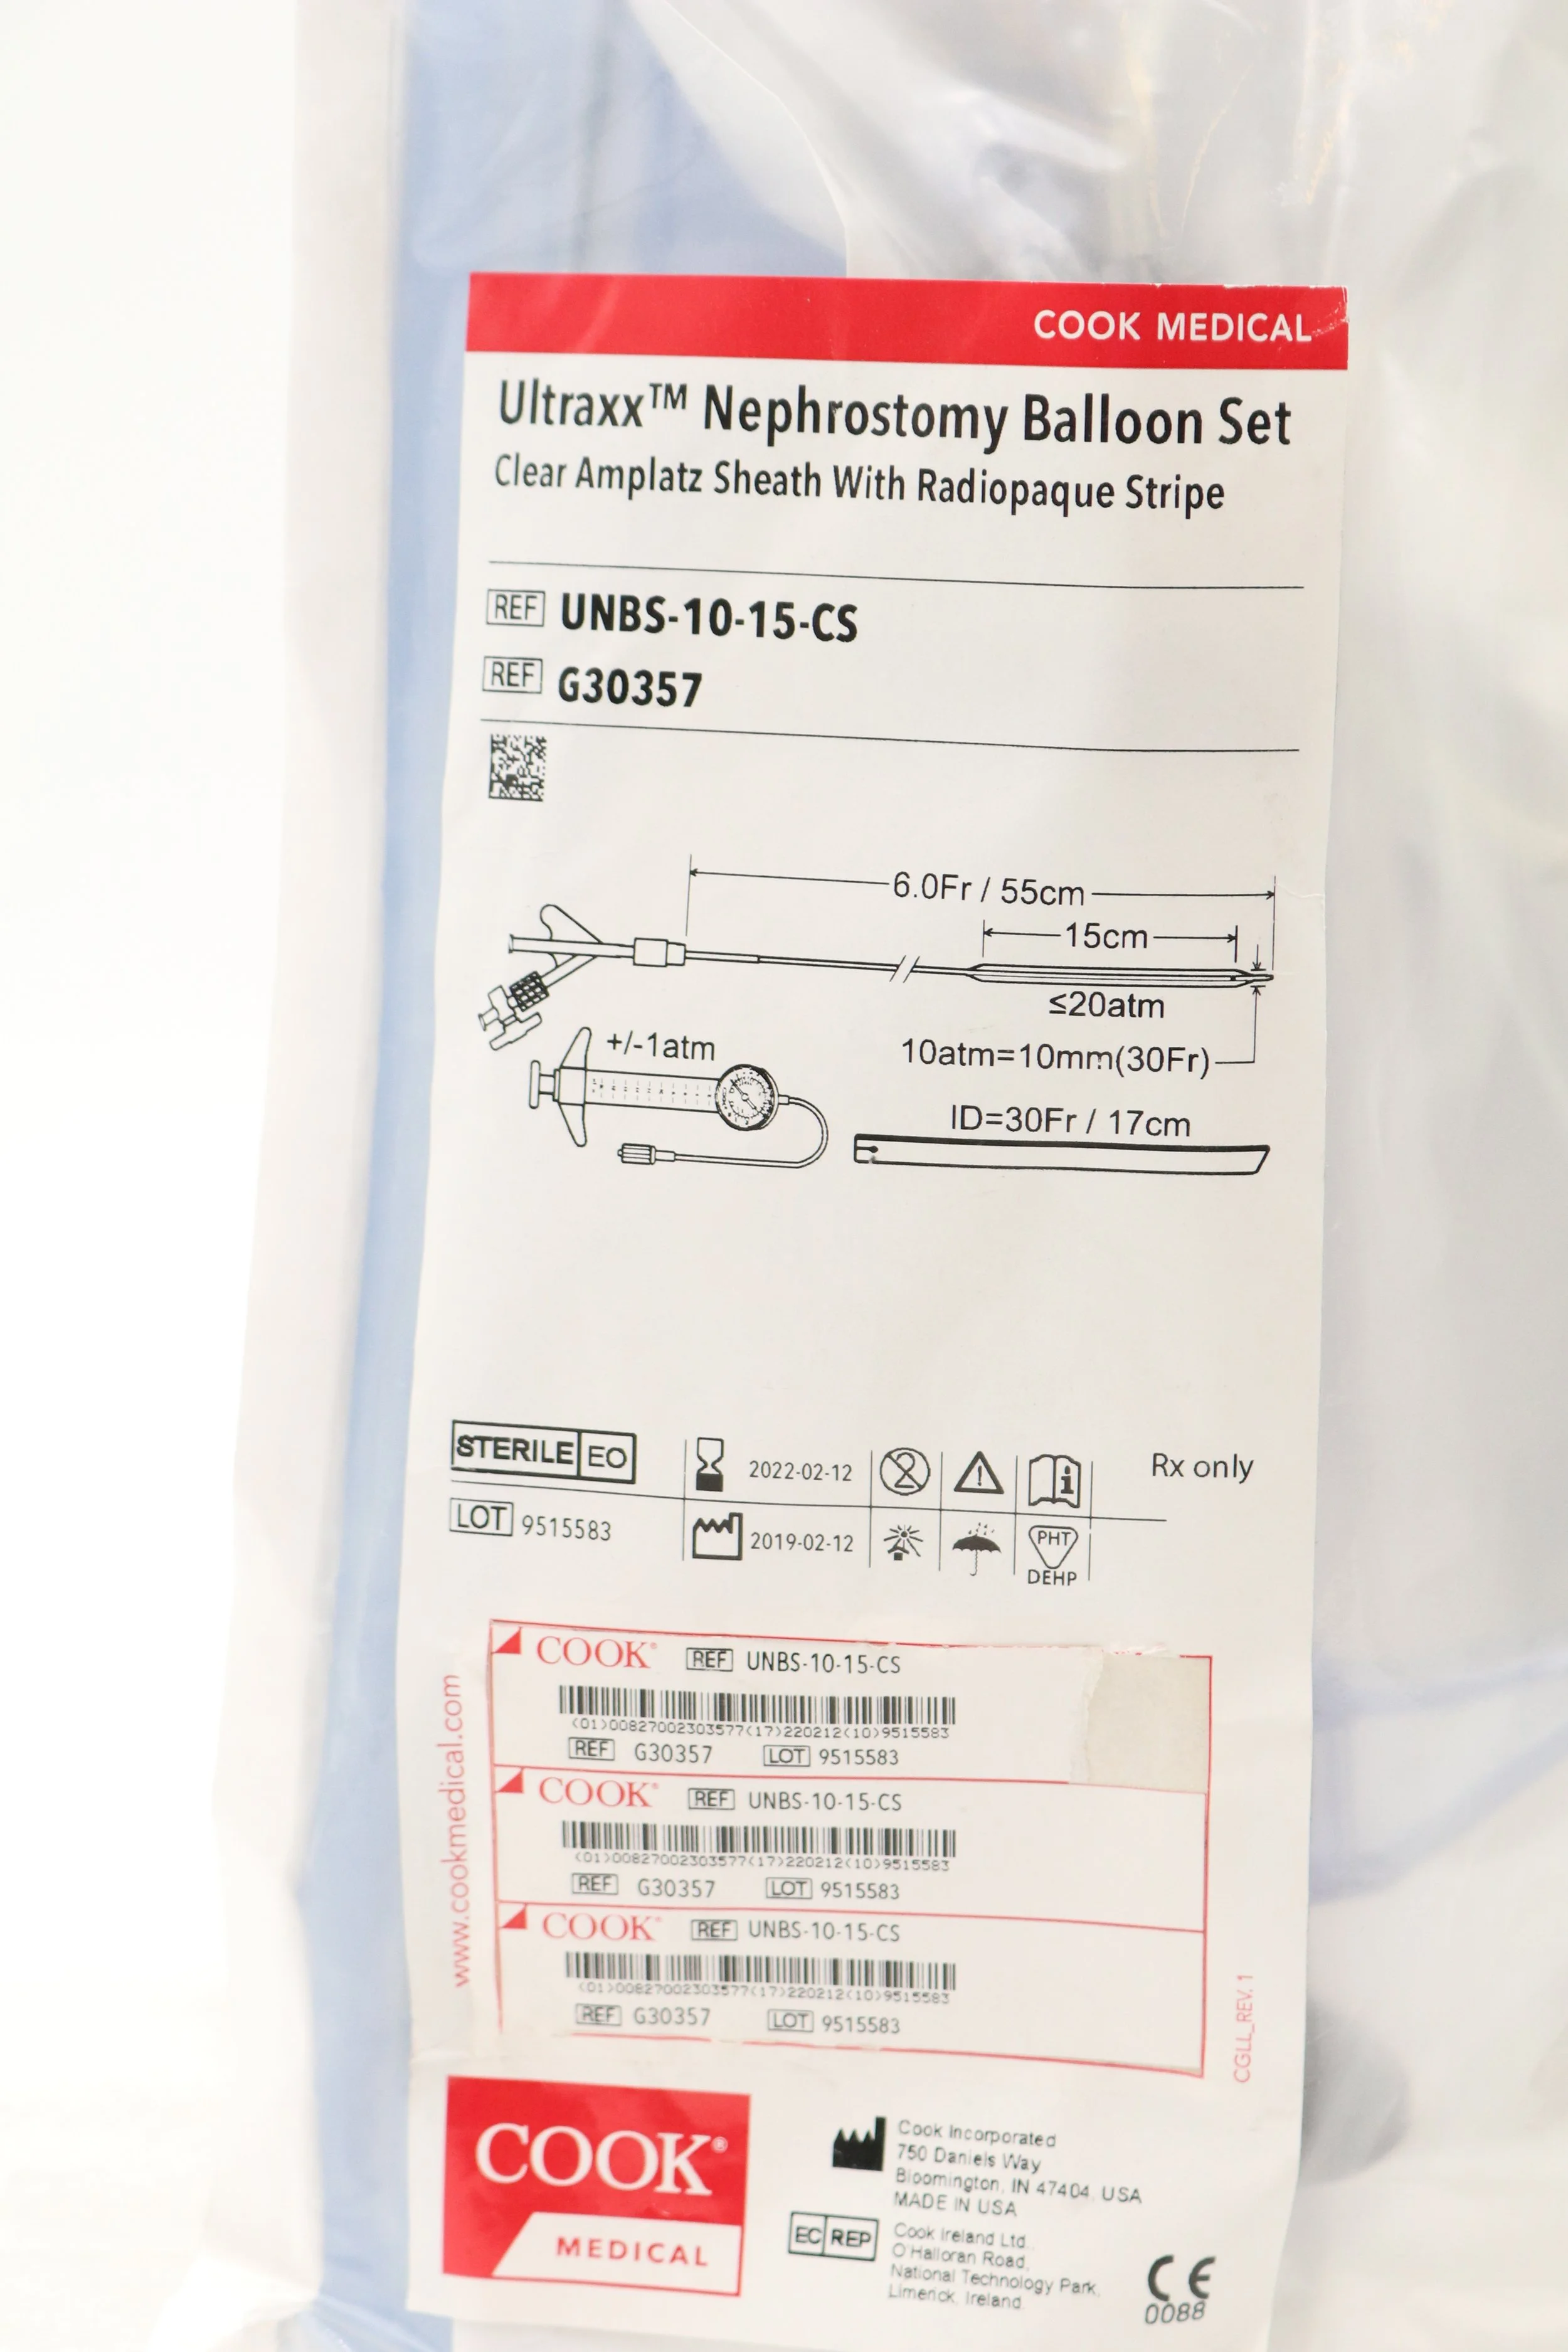 COOK MEDICAL
Ultraxx™ Nephrostomy Balloon Set
Clear Amplatz Sheath With Radiopaque Stripe
REF UNBS-10-15-CS
REF G30357
6.0Fr / 55cm
15cm
≤20atm
+/-1atm
10atm=10mm(30Fr)
ID=30Fr / 17cm
STERILE EO
2022-02-12
Rx only
LOT 9515583
2019-02-12
PHT
DEHP
www.cookmedical.com
COOK® REF UNBS-10-15-CS
(01)00827002303577(17)220212(10)9515583
REF G30357 LOT 9515583
COOK® REF UNBS-10-15-CS
(01)00827002303577(17)220212(10)9515583
REF G30357 LOT 9515583
COOK® REF UNBS-10-15-CS
(01)00827002303577(17)220212(10)9515583
REF G30357 LOT 9515583
CGLL_REV. 1
COOK®
MEDICAL
Cook Incorporated
750 Daniels Way
Bloomington, IN 47404, USA
MADE IN USA
EC REP
Cook Ireland Ltd.
O'Halloran Road,
National Technology Park,
Limerick, Ireland
CE
0088